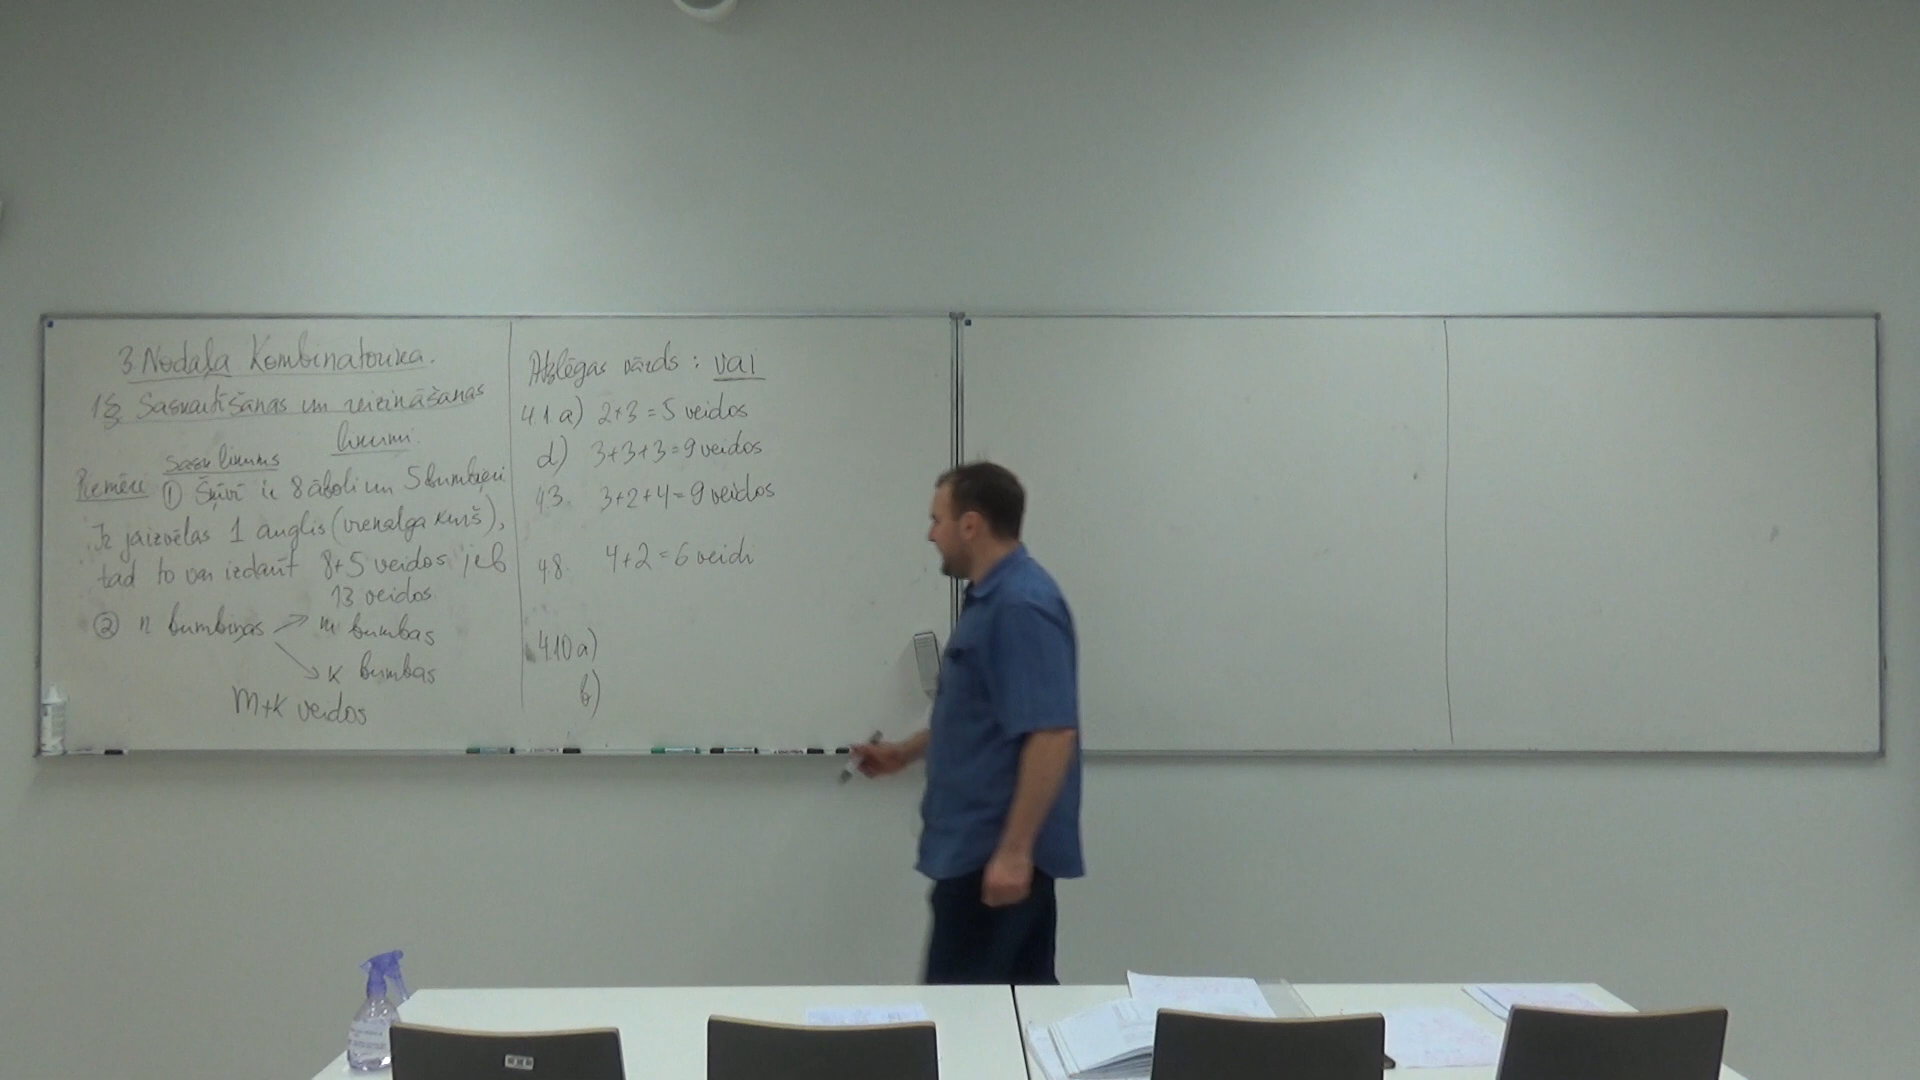 3. Nodaļa Kombinatorika.
1§ Saskaitīšanas un reizināšanas
likumi.
Sask. likums
Piemērs ① Šķīvī ir 8 āboli un 5 bumbieri
Ja jāizvēlas 1 auglis (vienalga kurš),
tad to var izdarīt 8+5 veidos jeb
13 veidos
② n bumbiņas → m bumbas
→ k bumbas
m+k veidos
Atslēgas vārds : vai
4.1. a) 2+3 = 5 veidos
d) 3+3+3 = 9 veidos
4.3. 3+2+4 = 9 veidos
4.8. 4+2 = 6 veidi
4.10 a)
b)